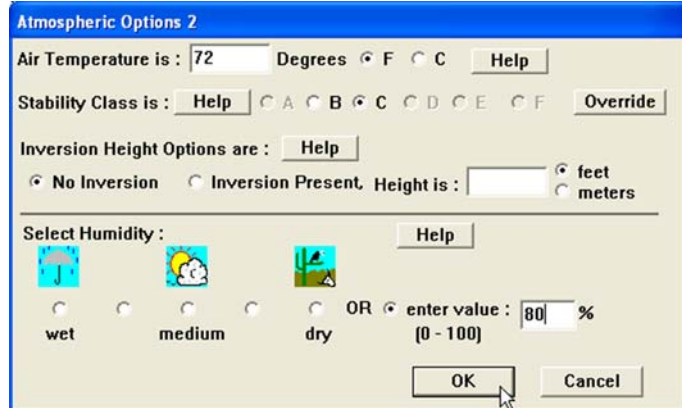 Atmospheric Options 2
Air Temperature is : 72 Degrees F C Help
Stability Class is : Help A B C D E F Override
Inversion Height Options are : Help
No Inversion Inversion Present, Height is : feet
meters
Select Humidity : Help
OR enter value : 80 %
wet medium dry (0 - 100)
OK Cancel